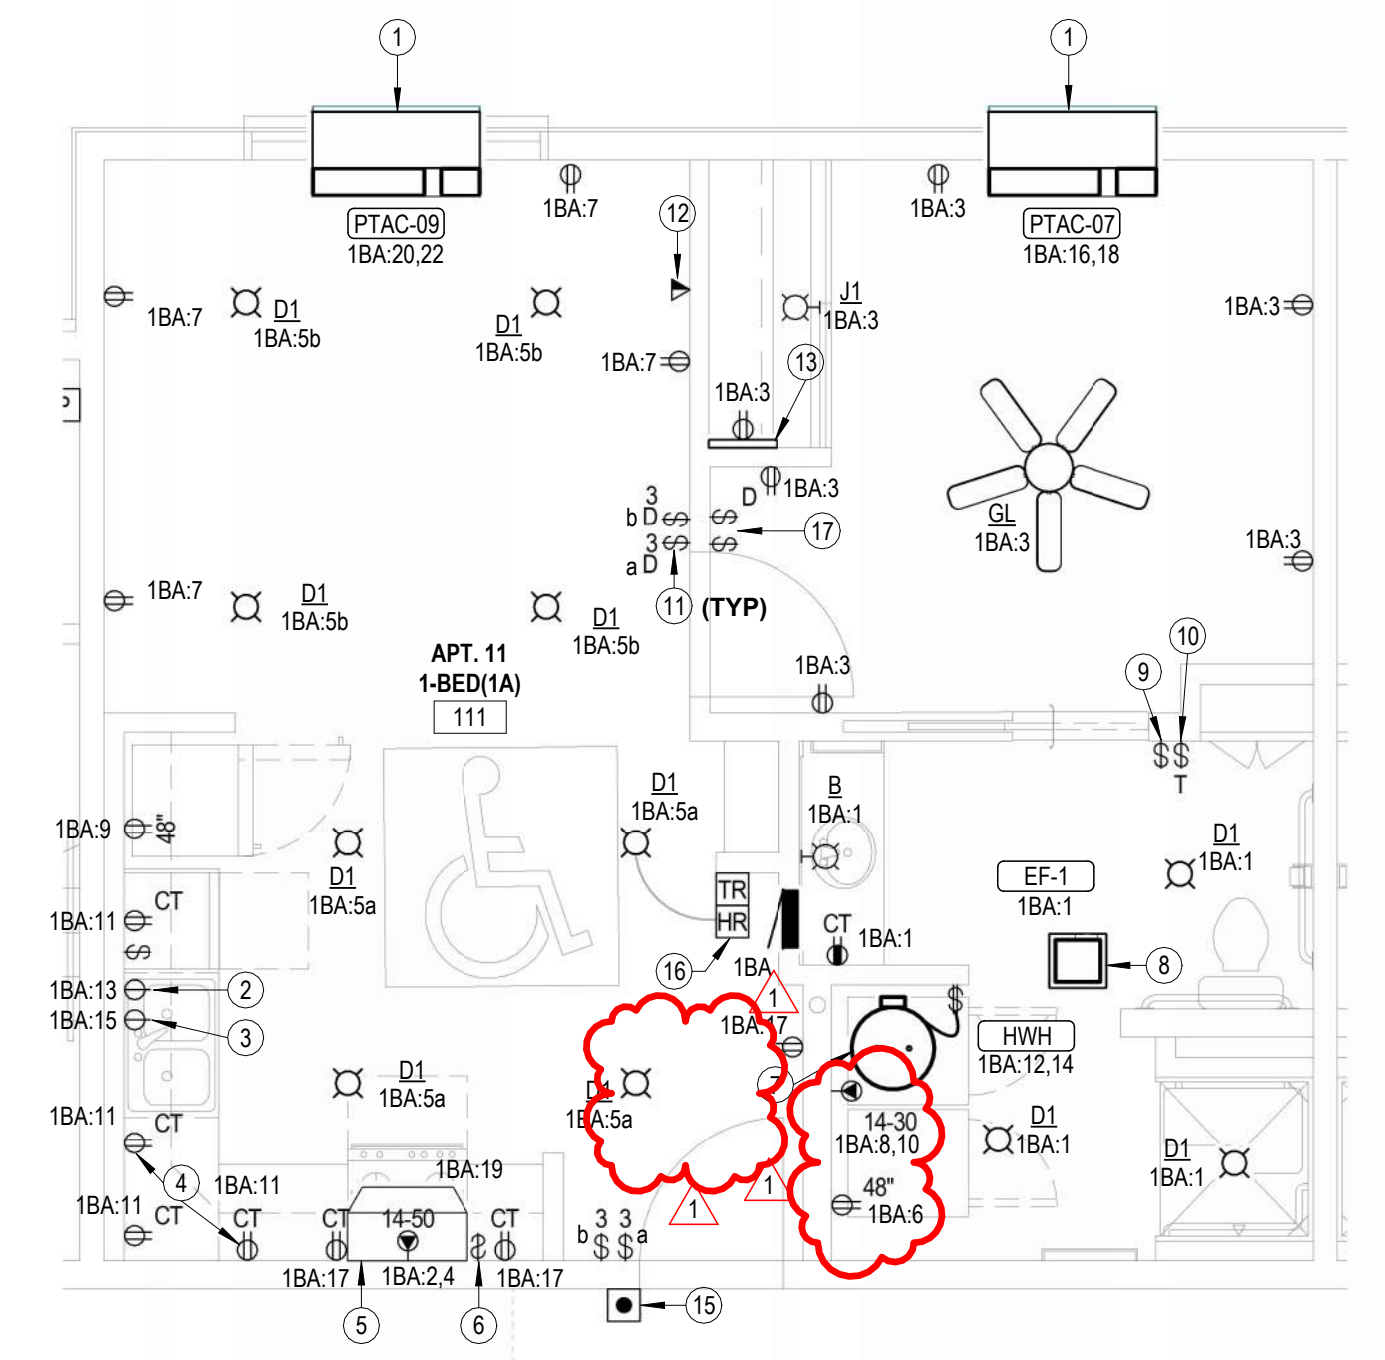 1
1
PTAC-09
1BA:20,22
1BA:7
12
1BA:3
PTAC-07
1BA:16,18
1BA:7
D1
1BA:5b
D1
1BA:5b
J1
1BA:3
1BA:3
1BA:7
13
1BA:3
1BA:3
3
b D
3
a D
D
17
GL
1BA:3
1BA:3
11
(TYP)
1BA:7
D1
1BA:5b
D1
1BA:5b
APT. 11
1-BED(1A)
111
1BA:3
9
10
$
$
T
1BA:9
48"
D1
1BA:5a
D1
1BA:5a
B
1BA:1
D1
1BA:1
EF-1
1BA:1
TR
HR
CT
1BA:11
CT
1BA:1
16
1BA
8
1BA:13
2
1BA:15
3
1
1BA:17
HWH
1BA:12,14
7
D1
1BA:5a
D1
1BA:5a
1BA:11
CT
14-30
1BA:8,10
D1
1BA:1
D1
1BA:1
4
1BA:11
1BA:19
1BA:11
CT
CT
CT
14-50
CT
1
1
48"
1BA:6
3 3
b $ $ a
1BA:17
1BA:2,4
1BA:17
5
6
15